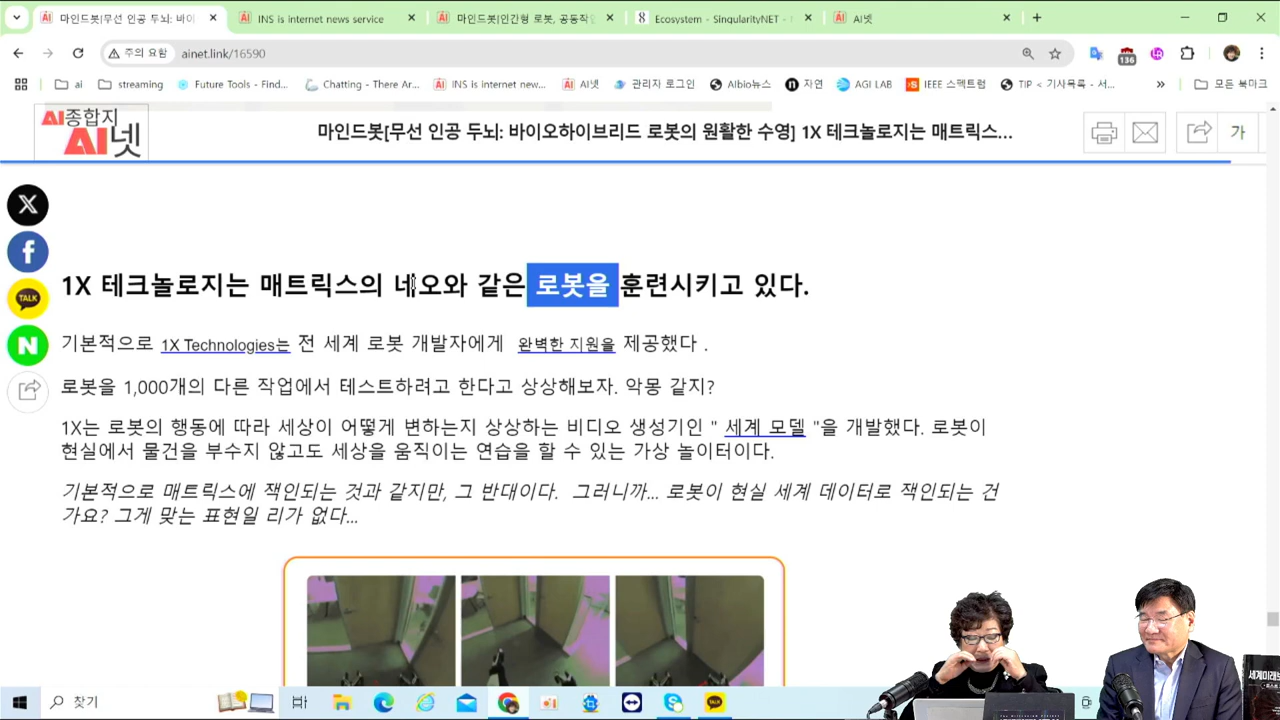 마인드봇[무선 인공 두뇌: 바이
INS is internet news service
마인드봇[인간형 로봇, 공동작업
Ecosystem - SingularityNET -
AI넷
주의 요함
ainet.link/16590
136
ai
streaming
Future Tools - Find...
Chatting - There Ar...
INS is internet new...
AI넷
관리자 로그인
Albio뉴스
자연
AGI LAB
IEEE 스펙트럼
TIP < 기사목록 - 서...
모든 북마크
AI종합지
AI넷
마인드봇[무선 인공 두뇌: 바이오하이브리드 로봇의 원활한 수영] 1X 테크놀로지는 매트릭스...
가
1X 테크놀로지는 매트릭스의 네오와 같은 로봇을 훈련시키고 있다.
기본적으로 1X Technologies는 전 세계 로봇 개발자에게 완벽한 지원을 제공했다 .
로봇을 1,000개의 다른 작업에서 테스트하려고 한다고 상상해보자. 악몽 같지?
1X는 로봇의 행동에 따라 세상이 어떻게 변하는지 상상하는 비디오 생성기인 " 세계 모델 "을 개발했다. 로봇이
현실에서 물건을 부수지 않고도 세상을 움직이는 연습을 할 수 있는 가상 놀이터이다.
기본적으로 매트릭스에 잭인되는 것과 같지만, 그 반대이다. 그러니까... 로봇이 현실 세계 데이터로 잭인되는 건
가요? 그게 맞는 표현일 리가 없다...
TALK
N
찾기
TALK
세계미래보